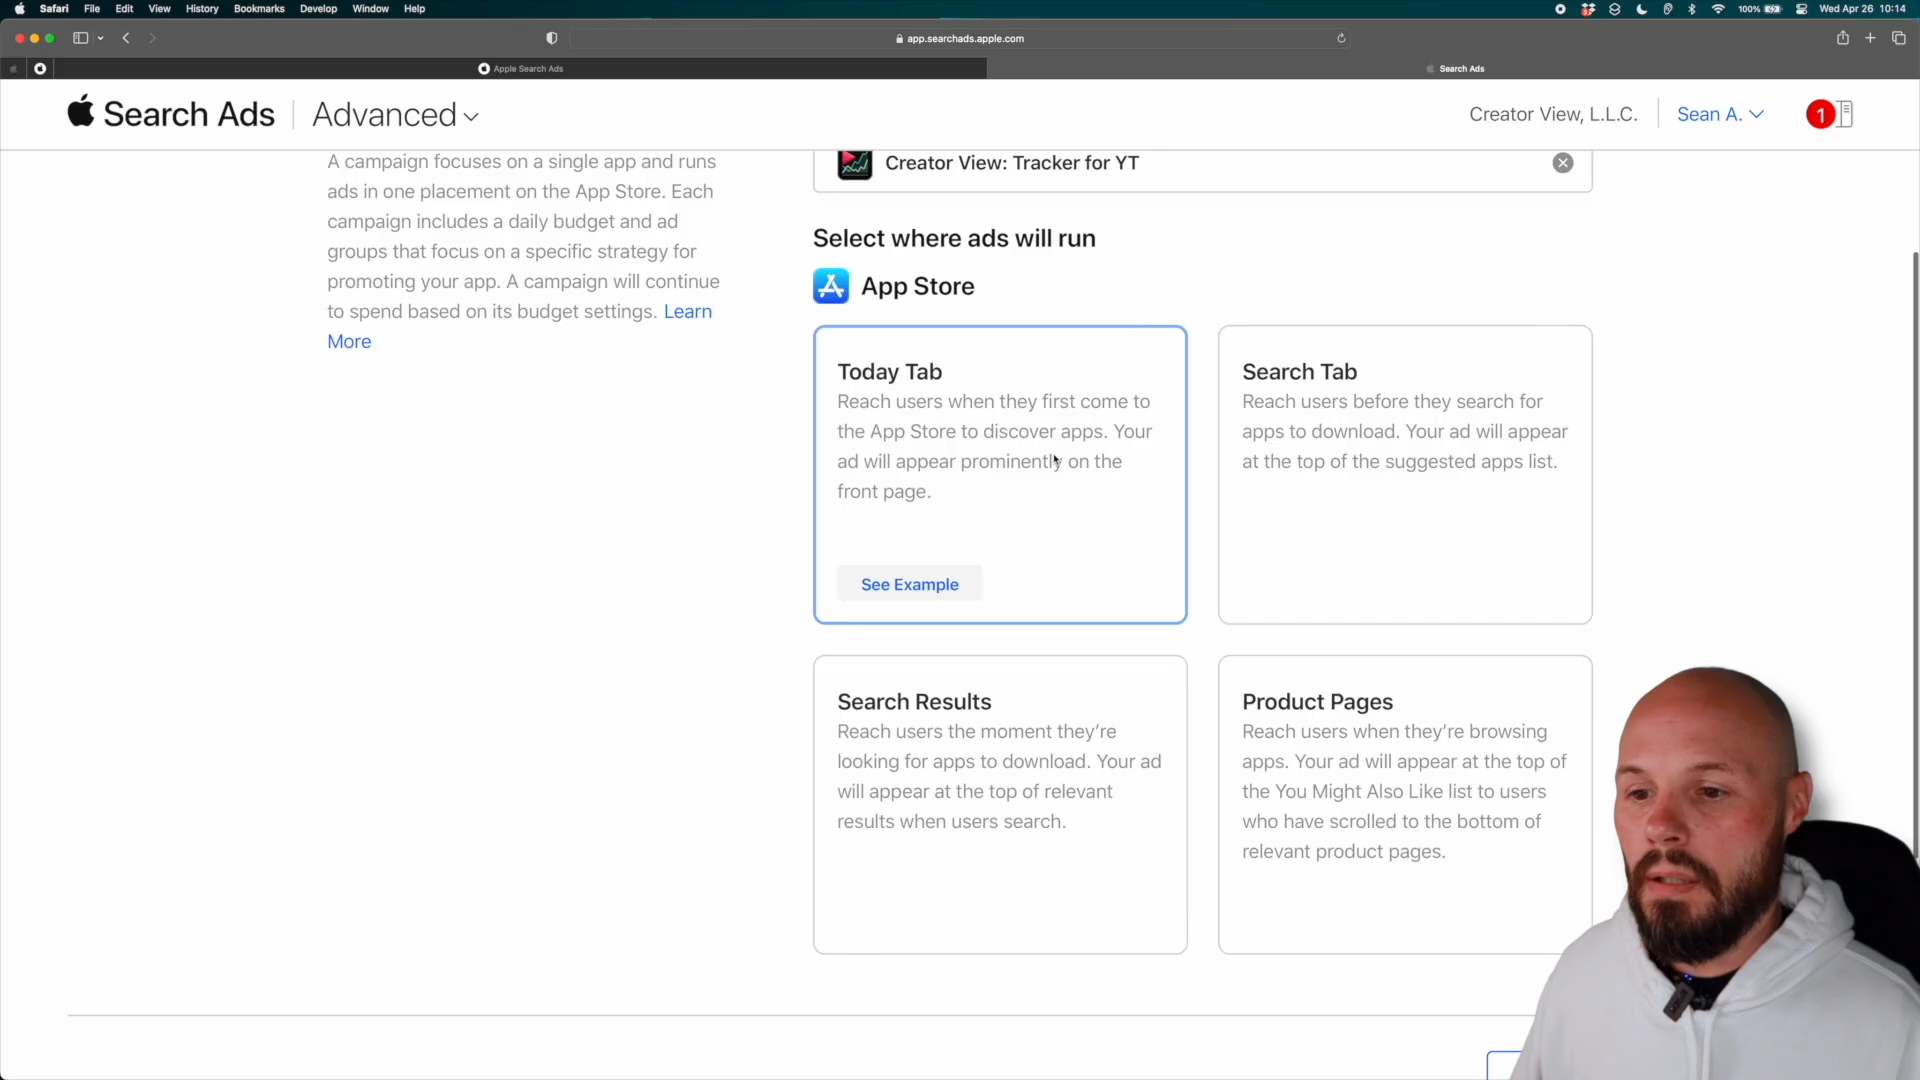 Safari File Edit View History Bookmarks Develop Window Help
100% Wed Apr 26 10:14
app.searchads.apple.com
Apple Search Ads
Search Ads
Search Ads Advanced
Creator View, L.L.C. Sean A. 1
A campaign focuses on a single app and runs
ads in one placement on the App Store. Each
campaign includes a daily budget and ad
groups that focus on a specific strategy for
promoting your app. A campaign will continue
to spend based on its budget settings. Learn
More
Creator View: Tracker for YT
Select where ads will run
App Store
Today Tab
Reach users when they first come to
the App Store to discover apps. Your
ad will appear prominently on the
front page.
See Example
Search Tab
Reach users before they search for
apps to download. Your ad will appear
at the top of the suggested apps list.
Search Results
Reach users the moment they’re
looking for apps to download. Your ad
will appear at the top of relevant
results when users search.
Product Pages
Reach users when they’re browsing
apps. Your ad will appear at the top of
the You Might Also Like list to users
who have scrolled to the bottom of
relevant product pages.